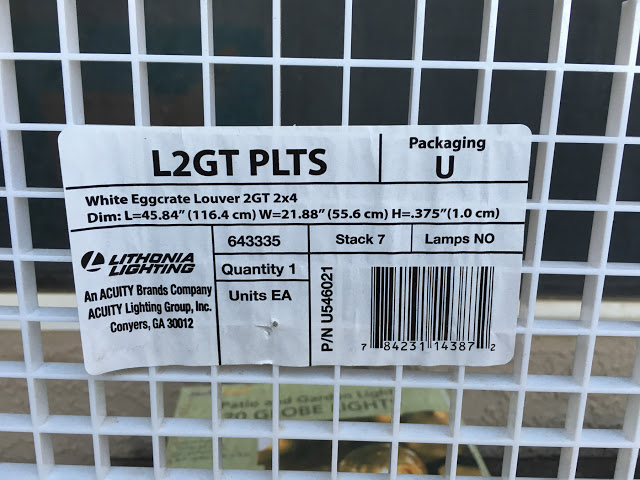 L2GT PLTS
Packaging
U
White Eggcrate Louver 2GT 2x4
Dim: L=45.84" (116.4 cm) W=21.88" (55.6 cm) H=.375"(1.0 cm)
LITHONIA
LIGHTING
An ACUITY Brands Company
ACUITY Lighting Group, Inc.
Conyers, GA 30012
643335
Stack 7
Lamps NO
Quantity 1
Units EA
P/N U546021
7 84231 14387 2
Patio and Garden Light
20 GLOBE LIGHT